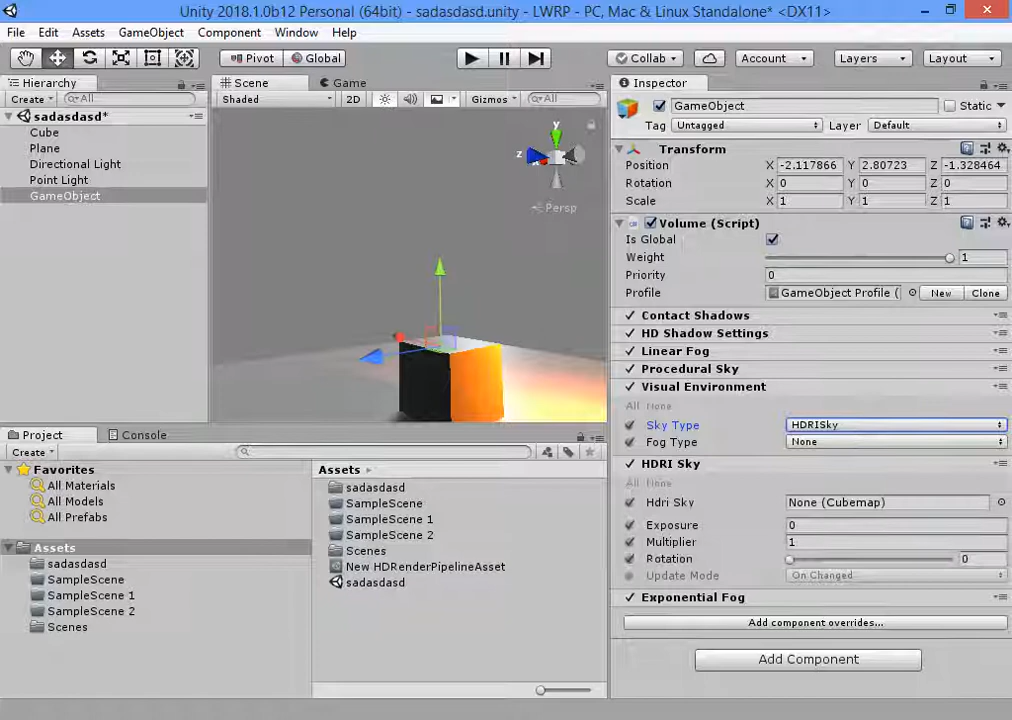 Unity 2018.1.0b12 Personal (64bit) - sadasdasd.unity - LWRP - PC, Mac & Linux Standalone* <DX11>
File Edit Assets GameObject Component Window Help
Pivot Global Collab Account Layers Layout
Hierarchy
Create All
sadasdasd*
Cube
Plane
Directional Light
Point Light
GameObject
Scene Game
Shaded 2D Gizmos All
y
z
Persp
Inspector
GameObject Static
Tag Untagged Layer Default
Transform
Position X -2.117866 Y 2.80723 Z -1.328464
Rotation X 0 Y 0 Z 0
Scale X 1 Y 1 Z 1
Volume (Script)
Is Global
Weight 1
Priority 0
Profile GameObject Profile ( New Clone
Contact Shadows
HD Shadow Settings
Linear Fog
Procedural Sky
Visual Environment
All None
Sky Type HDRISky
Fog Type None
HDRI Sky
All None
Hdri Sky None (Cubemap)
Exposure 0
Multiplier 1
Rotation 0
Update Mode On Changed
Exponential Fog
Add component overrides...
Add Component
Project Console
Create
Favorites
All Materials
All Models
All Prefabs
Assets
sadasdasd
SampleScene
SampleScene 1
SampleScene 2
Scenes
Assets
sadasdasd
SampleScene
SampleScene 1
SampleScene 2
Scenes
New HDRenderPipelineAsset
sadasdasd